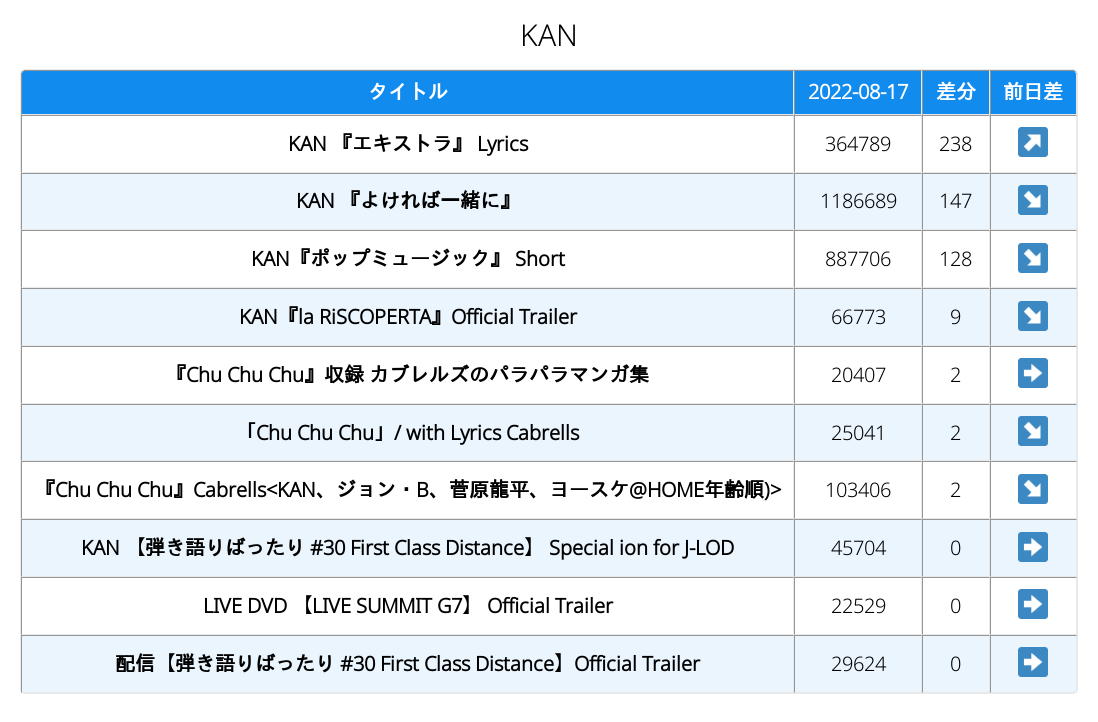 KAN
タイトル 2022-08-17 差分 前日差
KAN 『エキストラ』 Lyrics 364789 238
KAN 『よければ一緒に』 1186689 147
KAN『ポップミュージック』 Short 887706 128
KAN『la RiSCOPERTA』Official Trailer 66773 9
『Chu Chu Chu』収録 カブレルズのパラパラマンガ集 20407 2
「Chu Chu Chu」/ with Lyrics Cabrells 25041 2
『Chu Chu Chu』Cabrells<KAN、ジョン・B、菅原龍平、ヨースケ@HOME年齢順)> 103406 2
KAN 【弾き語りばったり #30 First Class Distance】 Special ion for J-LOD 45704 0
LIVE DVD 【LIVE SUMMIT G7】 Official Trailer 22529 0
配信【弾き語りばったり #30 First Class Distance】Official Trailer 29624 0